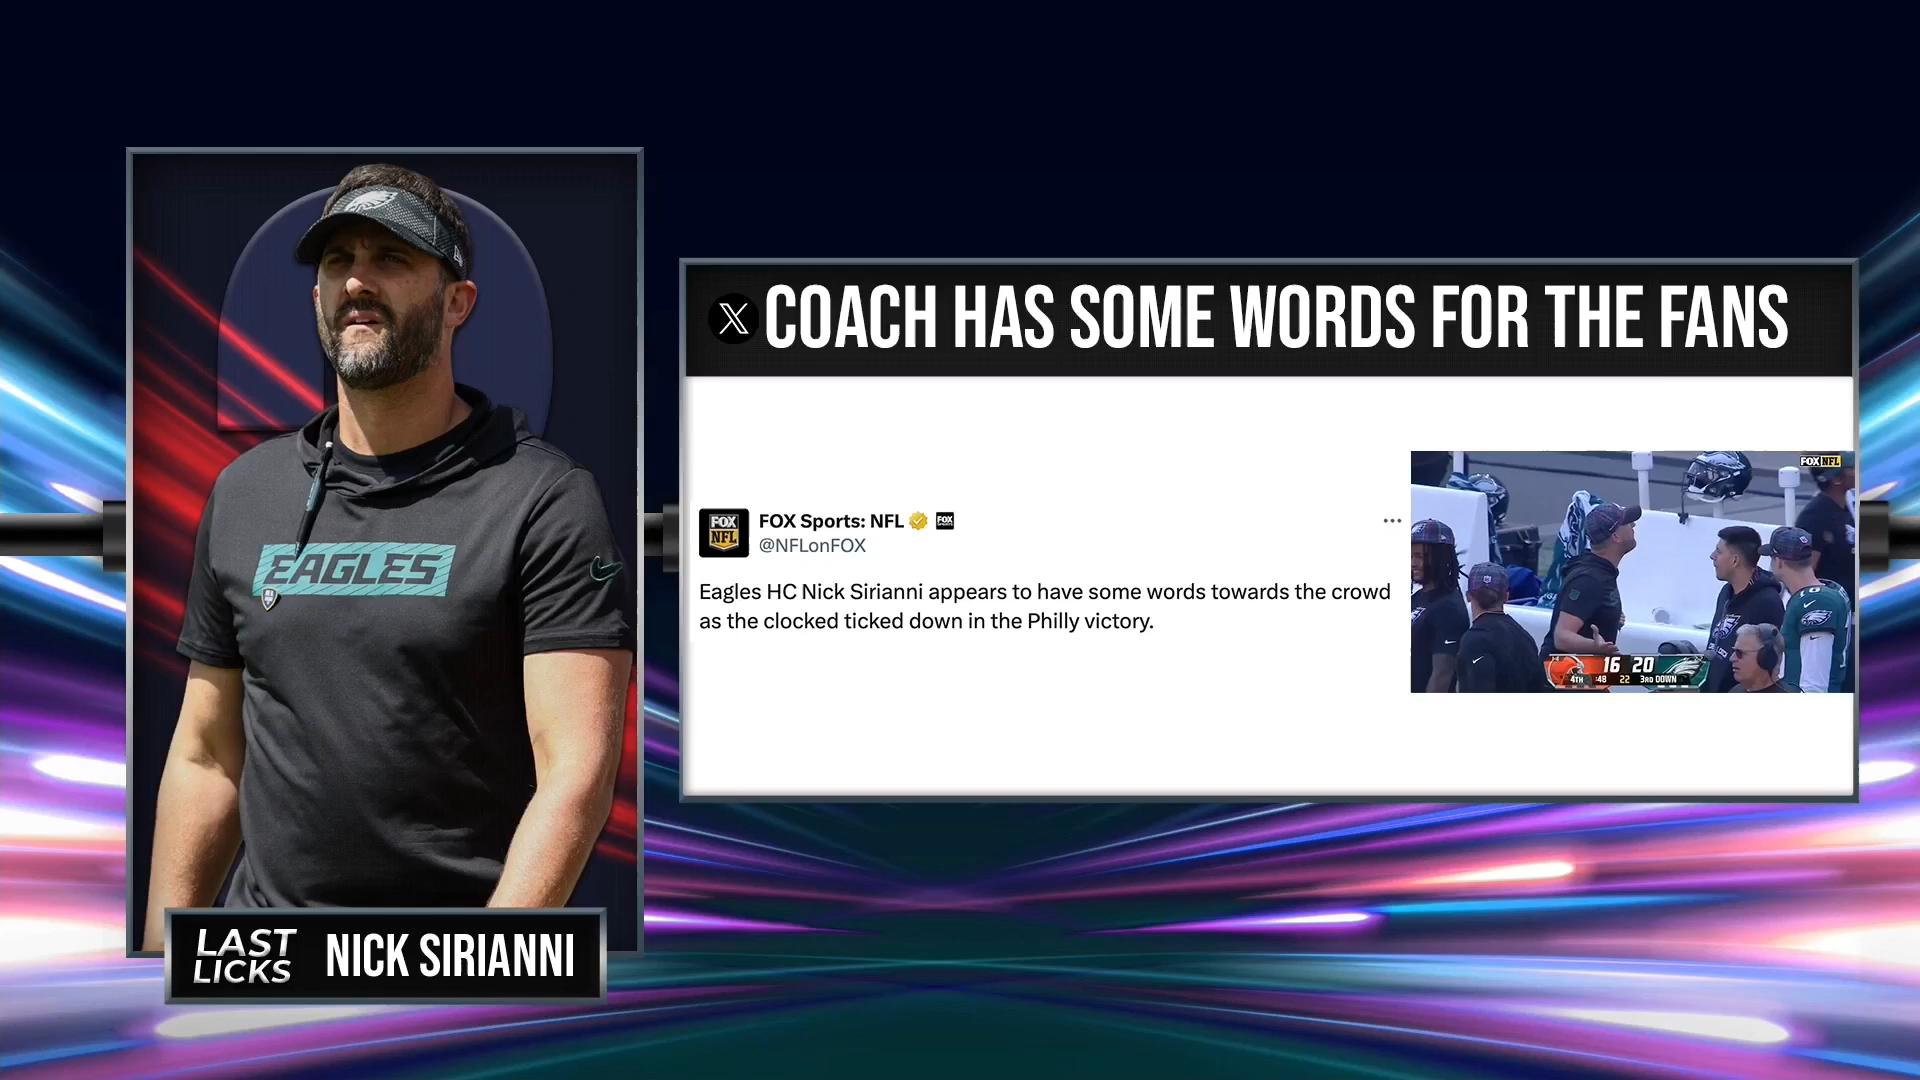 COACH HAS SOME WORDS FOR THE FANS
FOX
NFL
FOX Sports: NFL
FOX
SPORTS
@NFLonFOX
Eagles HC Nick Sirianni appears to have some words towards the crowd
as the clocked ticked down in the Philly victory.
FOX NFL
16 20
4TH :48 22 3RD DOWN
EAGLES
LAST
LICKS
NICK SIRIANNI